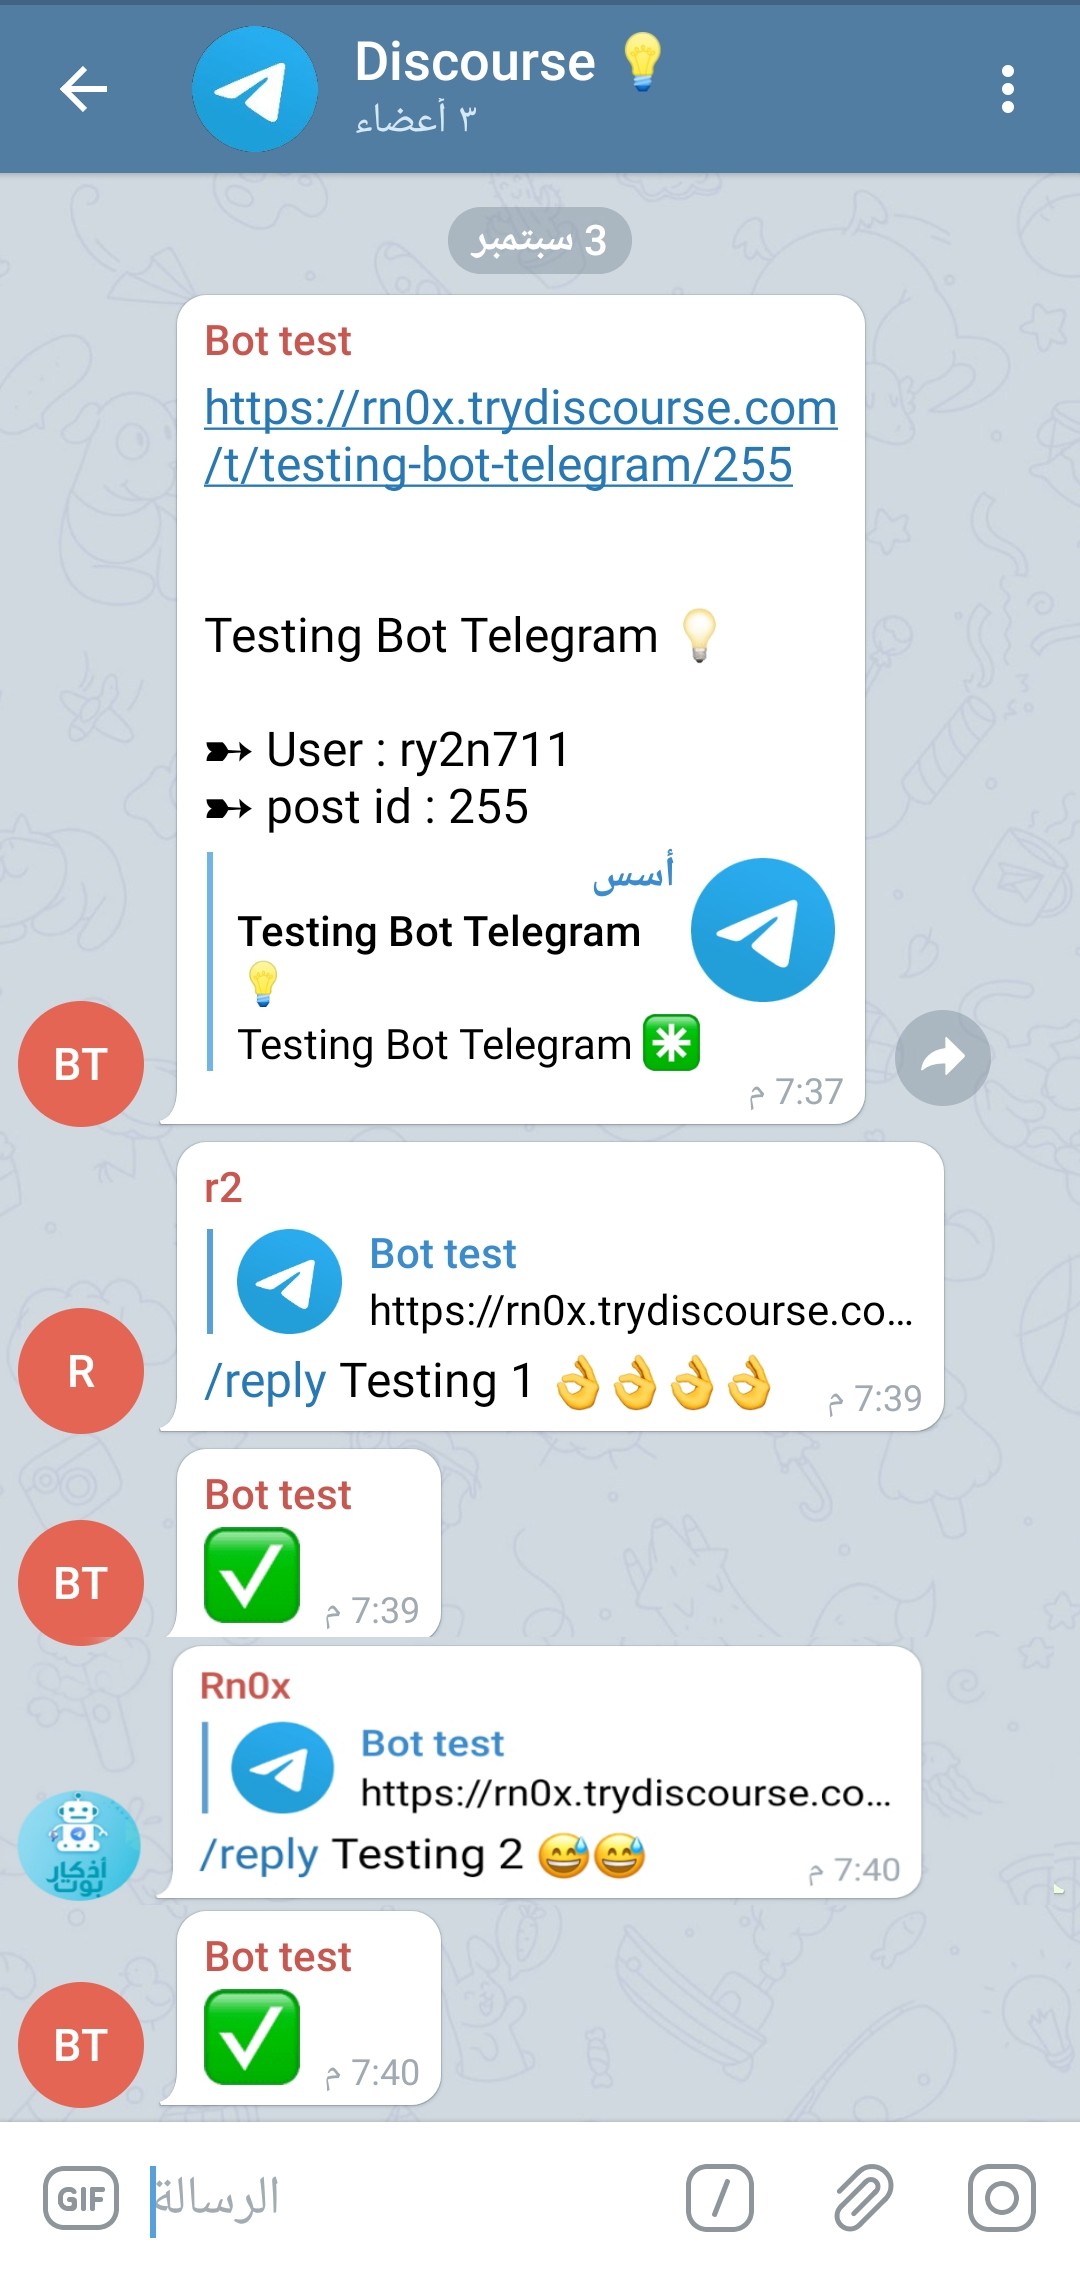 Discourse 💡
٣ أعضاء
3 سبتمبر
Bot test
https://rn0x.trydiscourse.com
/t/testing-bot-telegram/255
Testing Bot Telegram 💡
➽ User : ry2n711
➽ post id : 255
أسس
Testing Bot Telegram
💡
Testing Bot Telegram ✳️
7:37 م
BT
r2
Bot test
https://rn0x.trydiscourse.co...
/reply Testing 1 👌👌👌👌
7:39 م
R
Bot test
✅
7:39 م
BT
Rn0x
Bot test
https://rn0x.trydiscourse.co...
/reply Testing 2 😅😅
7:40 م
أذكار
بوت
Bot test
✅
7:40 م
BT
GIF
الرسالة
/